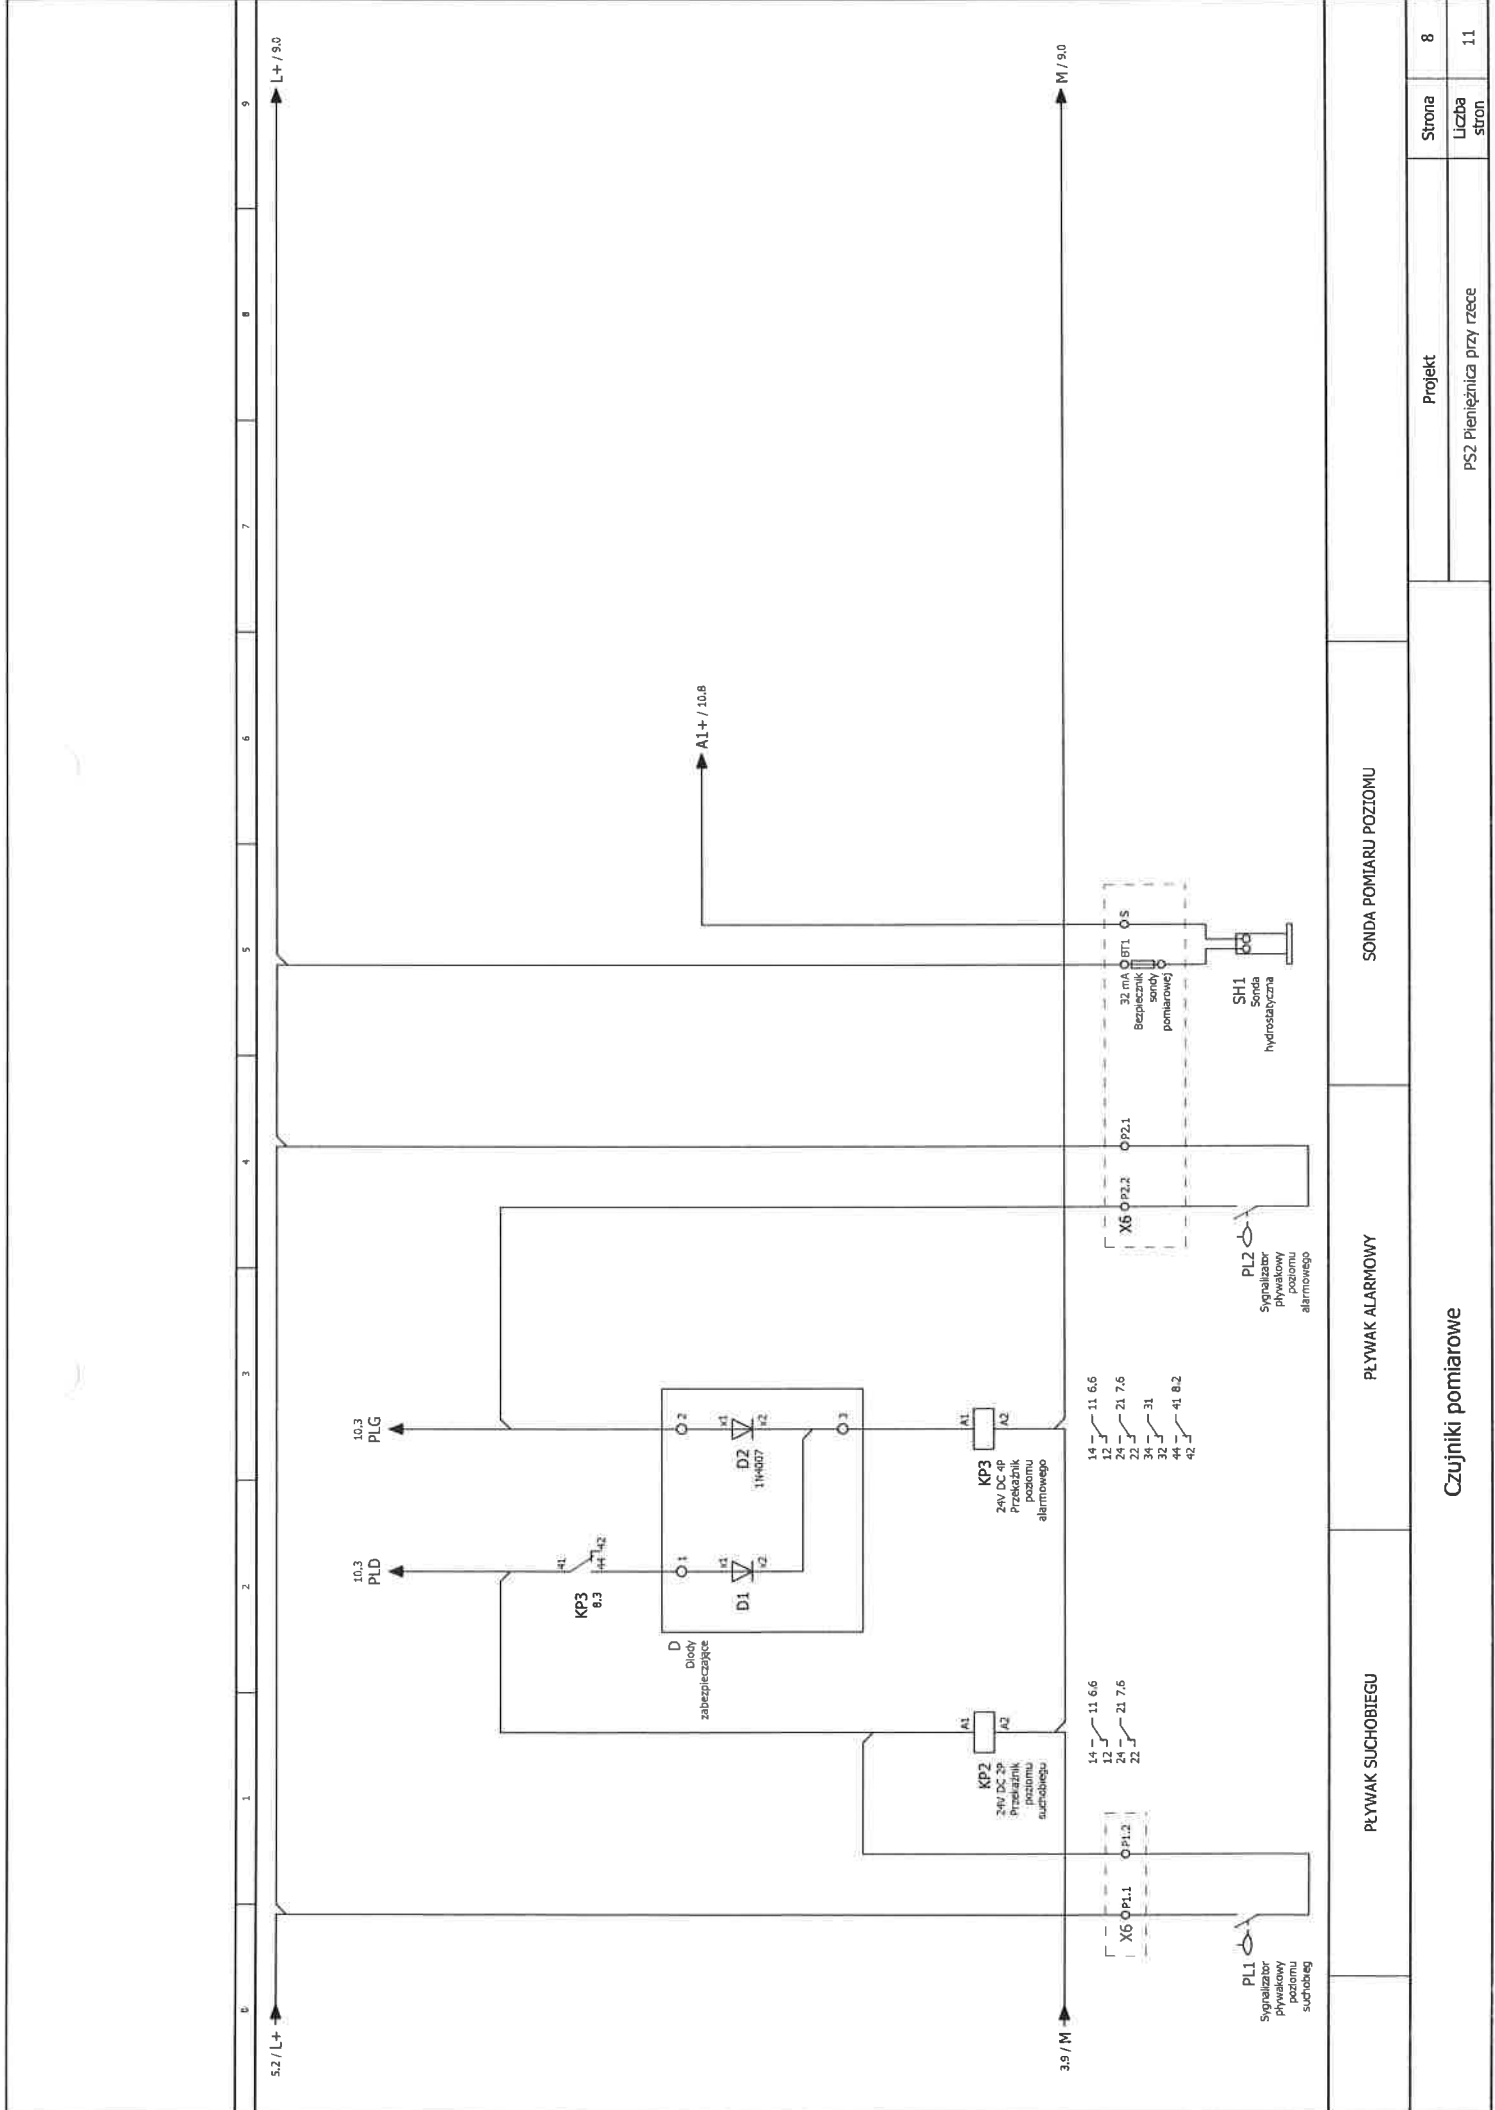 0
1
2
3
4
5
6
7
8
9
5.2 / L+
L+ / 9.0
10.3
PLD
10.3
PLG
KP3
8.3
41
44
42
A1+ / 10.8
D
Diody
zabezpieczające
1
2
D1
x1
x2
D2
1N4007
x1
x2
3
KP2
24V DC 2P
Przekaźnik
poziomu
suchobiegu
A1
A2
KP3
24V DC 4P
Przekaźnik
poziomu
alarmowego
A1
A2
3.9 / M
M / 9.0
14 11 6.6
12
24 21 7.6
22
14 11 6.6
12
24 21 7.6
22
34 31
32
44 41 8.2
42
X6 P1.1 P1.2
X6 P2.2 P2.1
32 mA BT1
Bezpiecznik
sondy
pomiarowej
S
PL1
Sygnalizator
pływakowy
poziomu
suchobieg
PL2
Sygnalizator
pływakowy
poziomu
alarmowego
SH1
Sonda
hydrostatyczna
PŁYWAK SUCHOBIEGU
PŁYWAK ALARMOWY
SONDA POMIARU POZIOMU
Czujniki pomiarowe
Projekt
PS2 Pieniężnica przy rzece
Strona
8
Liczba
stron
11